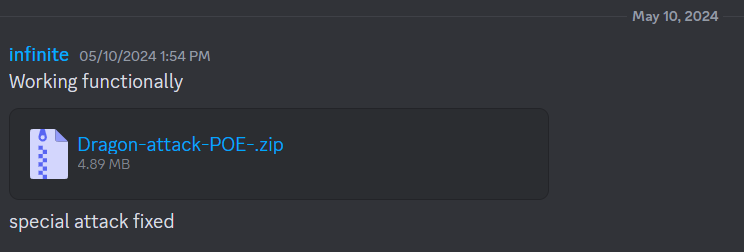 May 10, 2024
infinite 05/10/2024 1:54 PM
Working functionally
Dragon-attack-POE-.zip
4.89 MB
special attack fixed